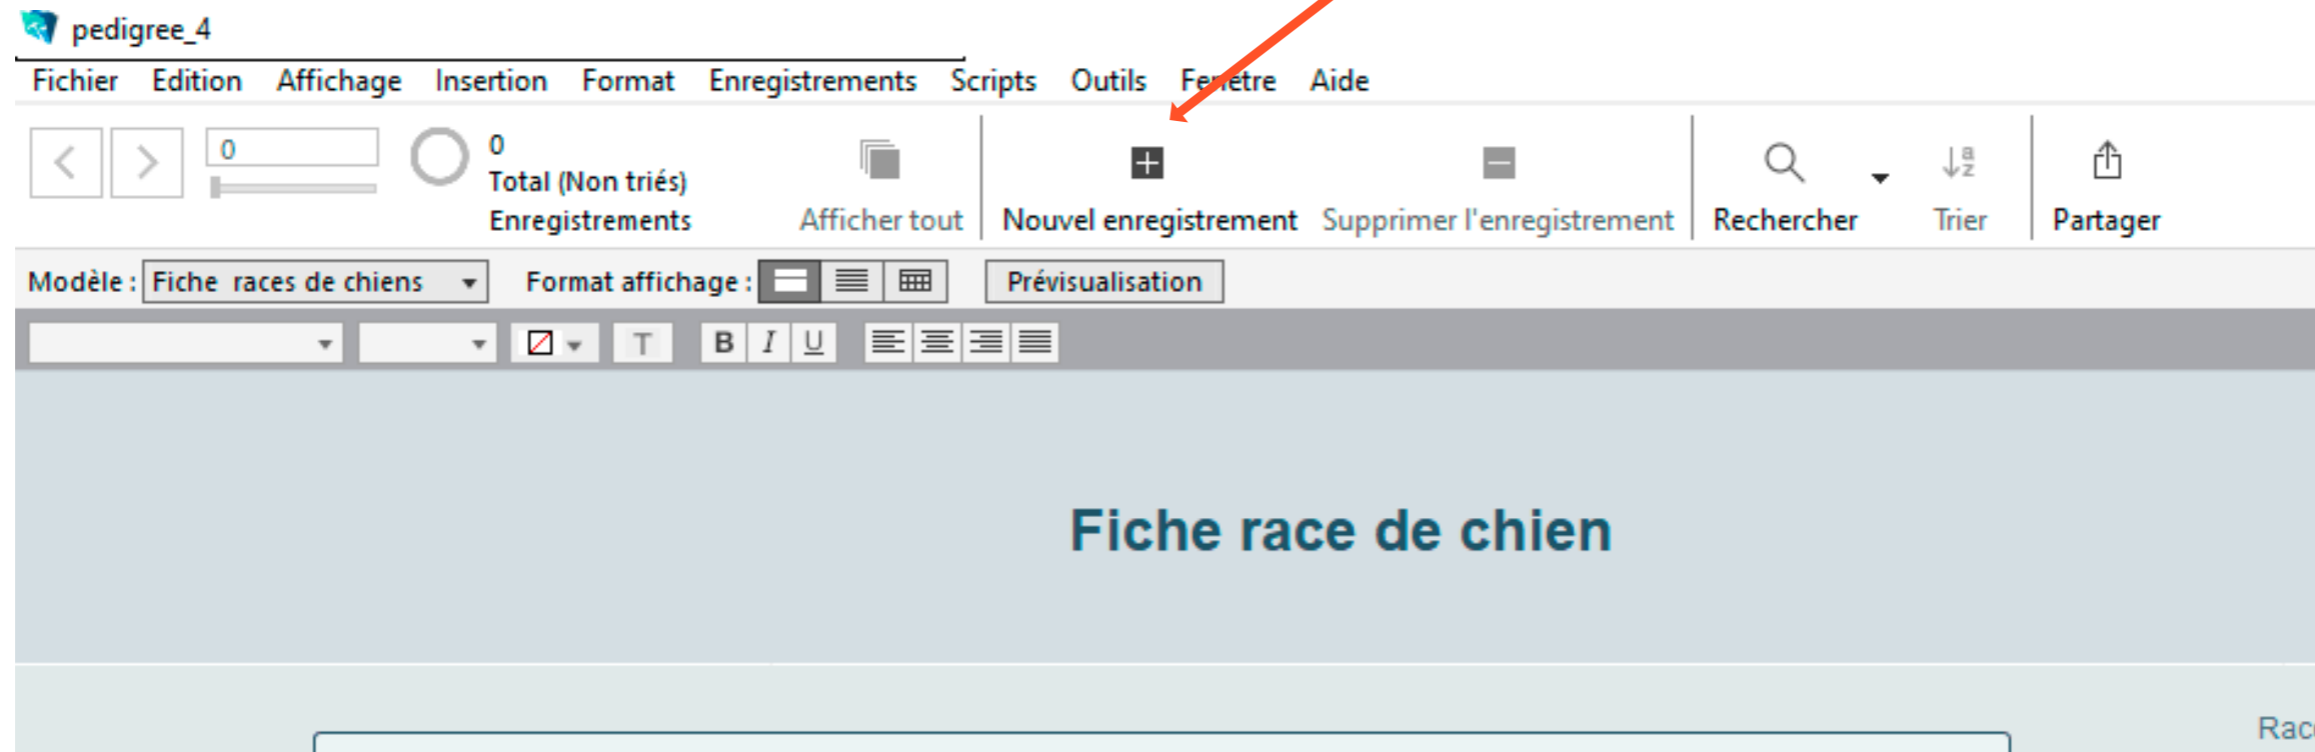 pedigree_4
Fichier Edition Affichage Insertion Format Enregistrements Scripts Outils Fenêtre Aide
0
0
Total (Non triés)
Enregistrements
Afficher tout
Nouvel enregistrement
Supprimer l'enregistrement
Rechercher
a
z
Trier
Partager
Modèle : Fiche races de chiens
Format affichage :
Prévisualisation
T B I U
Fiche race de chien